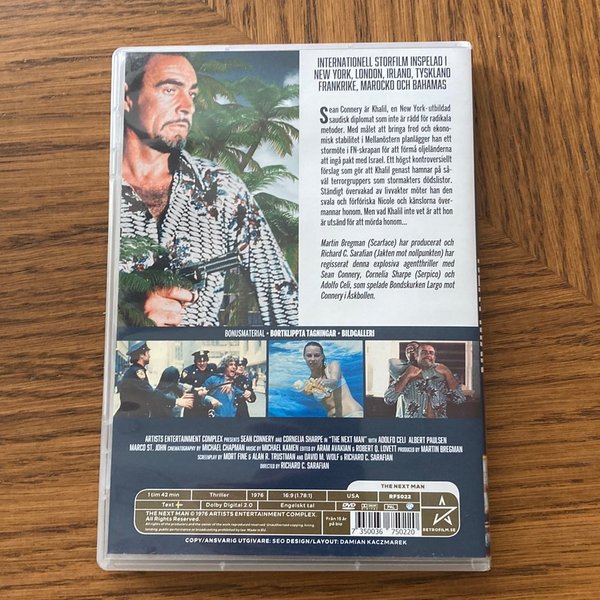 INTERNATIONELL STORFILM INSPELAD I
NEW YORK, LONDON, IRLAND, TYSKLAND
FRANKRIKE, MAROCKO OCH BAHAMAS
Sean Connery är Khalil, en New York-utbildad
saudisk diplomat som inte är rädd för radikala
metoder. Med målet att bringa fred och ekono-
misk stabilitet i Mellanöstern planlägger han ett
stormöte i FN-skrapan för att förmå oljeländerna
att ingå pakt med Israel. Ett högst kontroversiellt
förslag som gör att Khalil genast hamnar på så-
väl terrorgruppers som stormakters dödslistor.
Ständigt övervakad av livvakter möter han den
svala och förföriska Nicole och känslorna över-
mannar honom. Men vad Khalil inte vet är att hon
är utsänd för att mörda honom...
Martin Bregman (Scarface) har producerat och
Richard C. Sarafian (Jakten mot nollpunkten) har
regisserat denna explosiva agentthriller med
Sean Connery, Cornelia Sharpe (Serpico) och
Adolfo Celi, som spelade Bondskurken Largo mot
Connery i Åskbollen.
BONUSMATERIAL • BORTKLIPPTA TAGNINGAR • BILDGALLERI
ARTISTS ENTERTAINMENT COMPLEX PRESENTS SEAN CONNERY AND CORNELIA SHARPE IN "THE NEXT MAN" WITH ADOLFO CELI ALBERT PAULSEN
MARCO ST. JOHN CINEMATOGRAPHY BY MICHAEL CHAPMAN MUSIC BY MICHAEL KAMEN EDITED BY ARAM AVAKIAN & ROBERT Q. LOVETT PRODUCED BY MARTIN BREGMAN
SCREENPLAY BY MORT FINE & ALAN R. TRUSTMAN AND DAVID M. WOLF & RICHARD C. SARAFIAN
DIRECTED BY RICHARD C. SARAFIAN
THE NEXT MAN
1 tim 42 min Thriller 1976 16:9 (1.78:1) USA RF5022
Text Dolby Digital 2.0 Engelskt tal DVD PAL
THE NEXT MAN © 1976 ARTISTS ENTERTAINMENT COMPLEX.
All Rights Reserved.
Från 15 år
på bio
7 350036 750220
RETROFILM.SE
COPY/ANSVARIG UTGIVARE: SEO DESIGN/LAYOUT: DAMIAN KACZMAREK